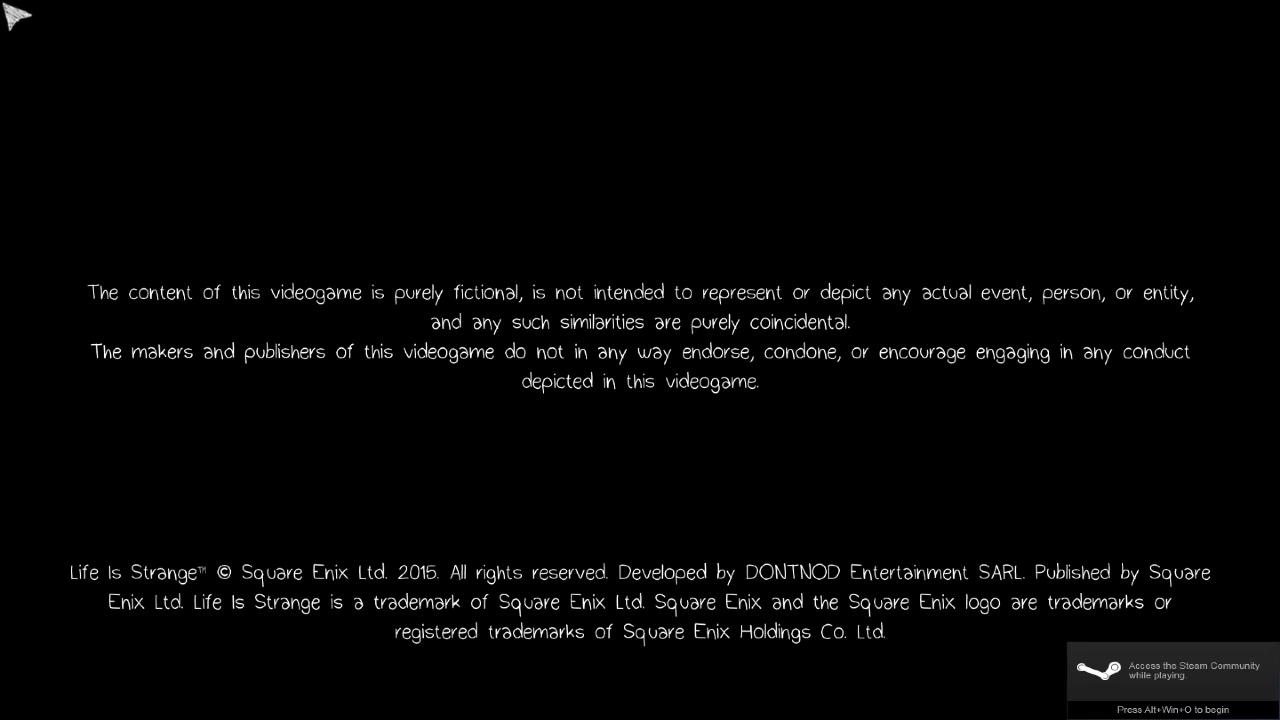 The content of this videogame is purely fictional, is not intended to represent or depict any actual event, person, or entity,
and any such similarities are purely coincidental.
The makers and publishers of this videogame do not in any way endorse, condone, or encourage engaging in any conduct
depicted in this videogame.
Life Is Strange™ © Square Enix Ltd. 2015. All rights reserved. Developed by DONTNOD Entertainment SARL. Published by Square
Enix Ltd. Life Is Strange is a trademark of Square Enix Ltd. Square Enix and the Square Enix logo are trademarks or
registered trademarks of Square Enix Holdings Co. Ltd.
Access the Steam Community
while playing.
Press Alt+Win+O to begin